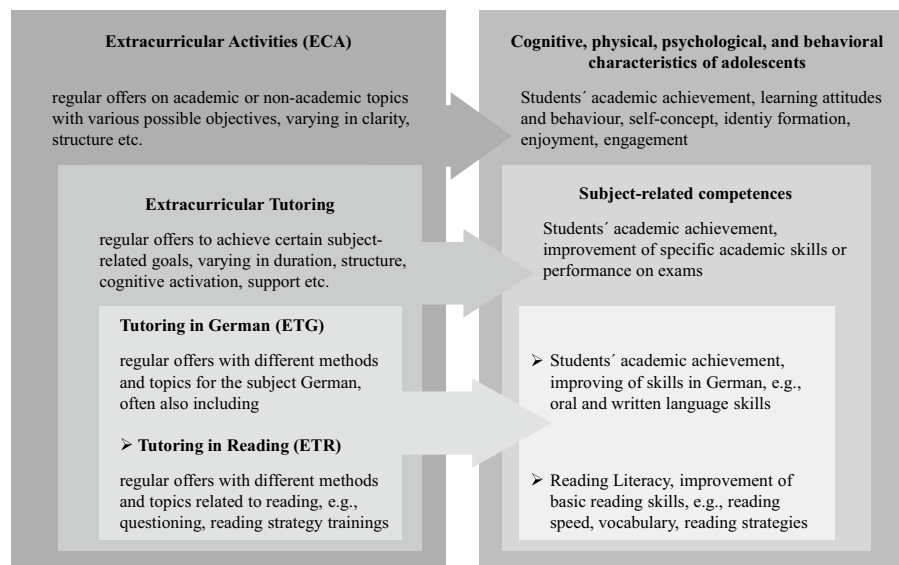 Extracurricular Activities (ECA)
regular offers on academic or non-academic topics
with various possible objectives, varying in clarity,
structure etc.
Extracurricular Tutoring
regular offers to achieve certain subject-
related goals, varying in duration, structure,
cognitive activation, support etc.
Tutoring in German (ETG)
regular offers with different methods
and topics for the subject German,
often also including
➢ Tutoring in Reading (ETR)
regular offers with different methods
and topics related to reading, e.g.,
questioning, reading strategy trainings
Cognitive, physical, psychological, and behavioral
characteristics of adolescents
Students´ academic achievement, learning attitudes
and behaviour, self-concept, identiy formation,
enjoyment, engagement
Subject-related competences
Students´ academic achievement,
improvement of specific academic skills or
performance on exams
➢ Students´ academic achievement,
improving of skills in German, e.g.,
oral and written language skills
➢ Reading Literacy, improvement of
basic reading skills, e.g., reading
speed, vocabulary, reading strategies